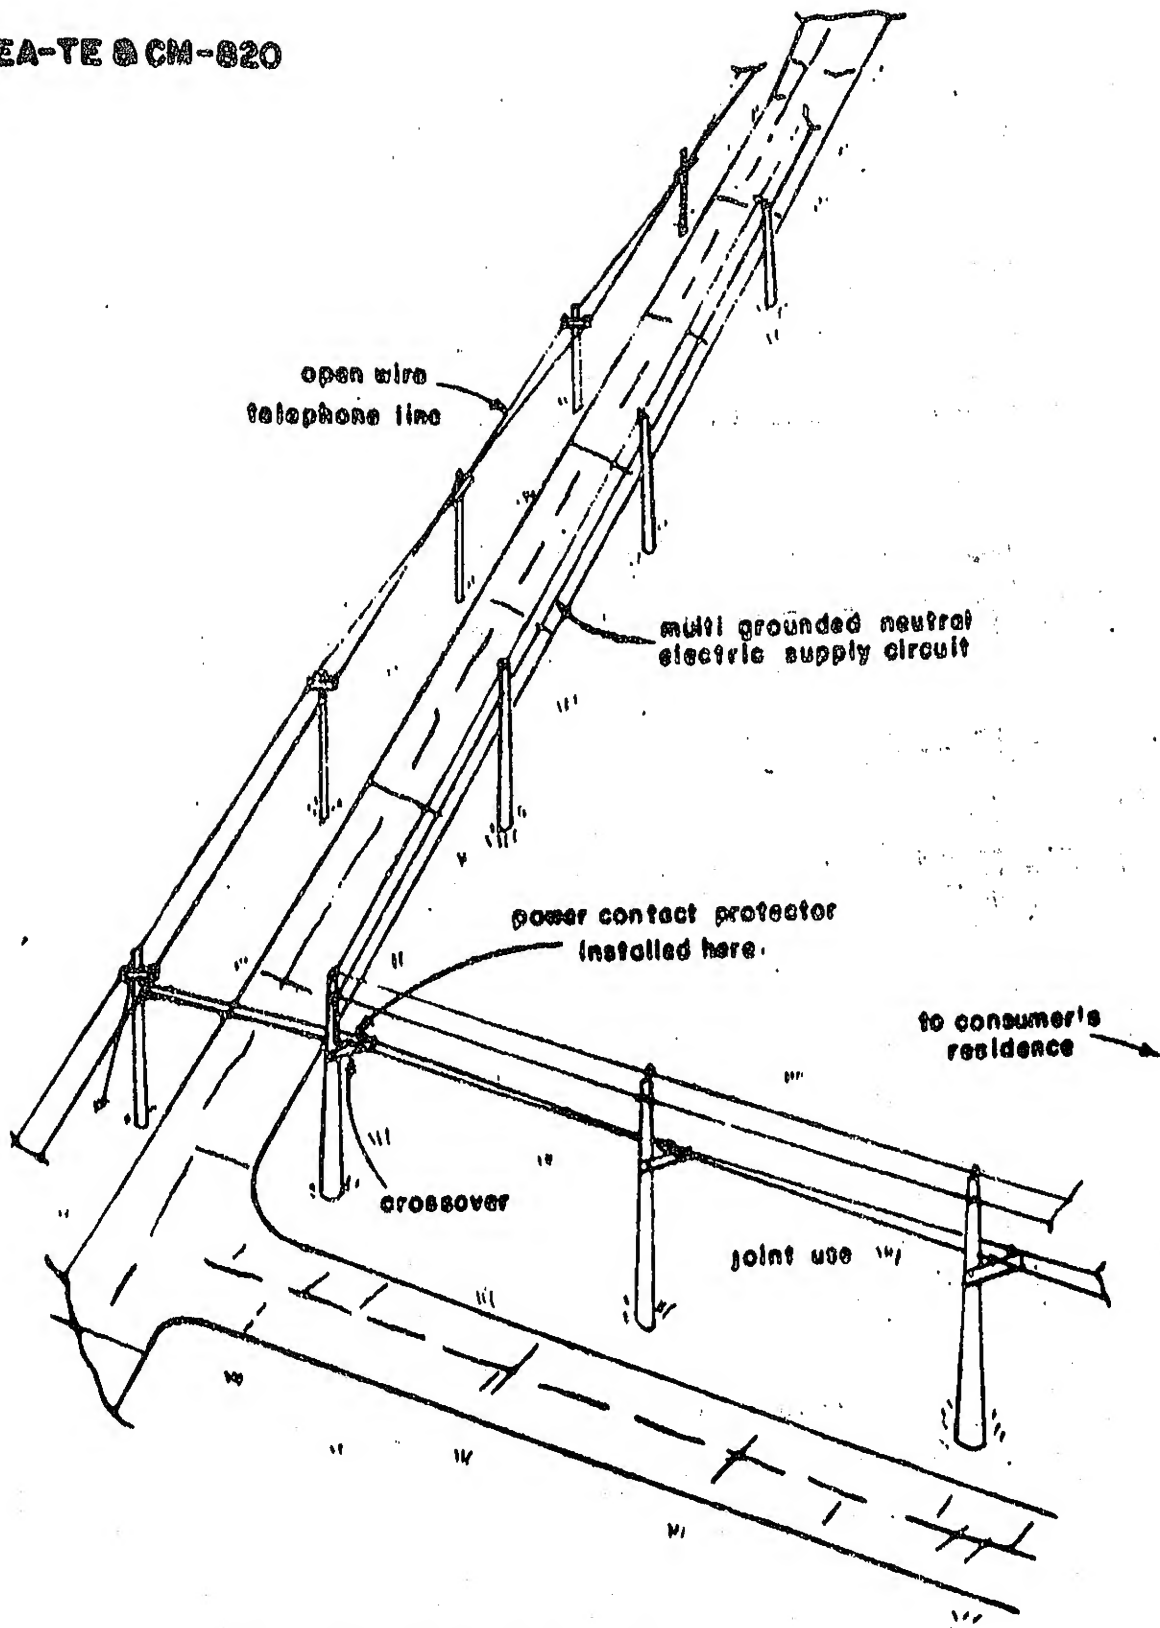 EA-TE & CM-820
open wire
telephone line
multi grounded neutral
electric supply circuit
power contact protector
installed here.
to consumer's
residence
crossover
joint use